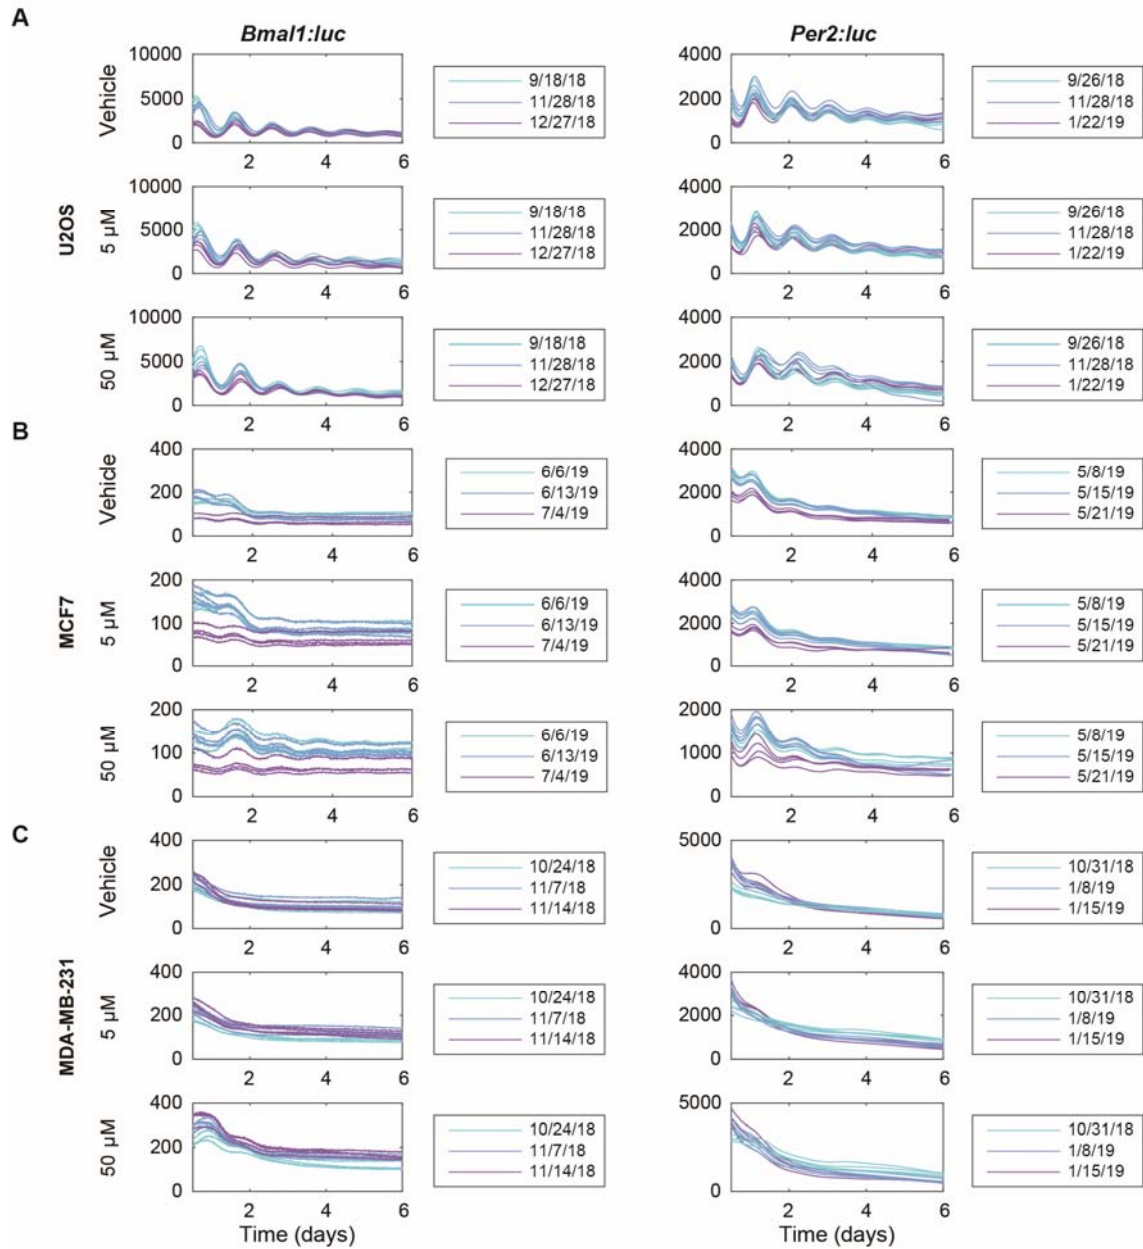 A
Bmal1:luc
Per2:luc
U2OS
Vehicle
10000
5000
0
2 4 6
9/18/18
11/28/18
12/27/18
4000
2000
0
2 4 6
9/26/18
11/28/18
1/22/19
5 µM
10000
5000
0
2 4 6
9/18/18
11/28/18
12/27/18
4000
2000
0
2 4 6
9/26/18
11/28/18
1/22/19
50 µM
10000
5000
0
2 4 6
9/18/18
11/28/18
12/27/18
4000
2000
0
2 4 6
9/26/18
11/28/18
1/22/19
B
MCF7
Vehicle
400
200
0
2 4 6
6/6/19
6/13/19
7/4/19
4000
2000
0
2 4 6
5/8/19
5/15/19
5/21/19
5 µM
200
100
0
2 4 6
6/6/19
6/13/19
7/4/19
4000
2000
0
2 4 6
5/8/19
5/15/19
5/21/19
50 µM
200
100
0
2 4 6
6/6/19
6/13/19
7/4/19
2000
1000
0
2 4 6
5/8/19
5/15/19
5/21/19
C
MDA-MB-231
Vehicle
400
200
0
2 4 6
10/24/18
11/7/18
11/14/18
5000
0
2 4 6
10/31/18
1/8/19
1/15/19
5 µM
400
200
0
2 4 6
10/24/18
11/7/18
11/14/18
4000
2000
0
2 4 6
10/31/18
1/8/19
1/15/19
50 µM
400
200
0
2 4 6
10/24/18
11/7/18
11/14/18
5000
0
2 4 6
10/31/18
1/8/19
1/15/19
Time (days)
Time (days)